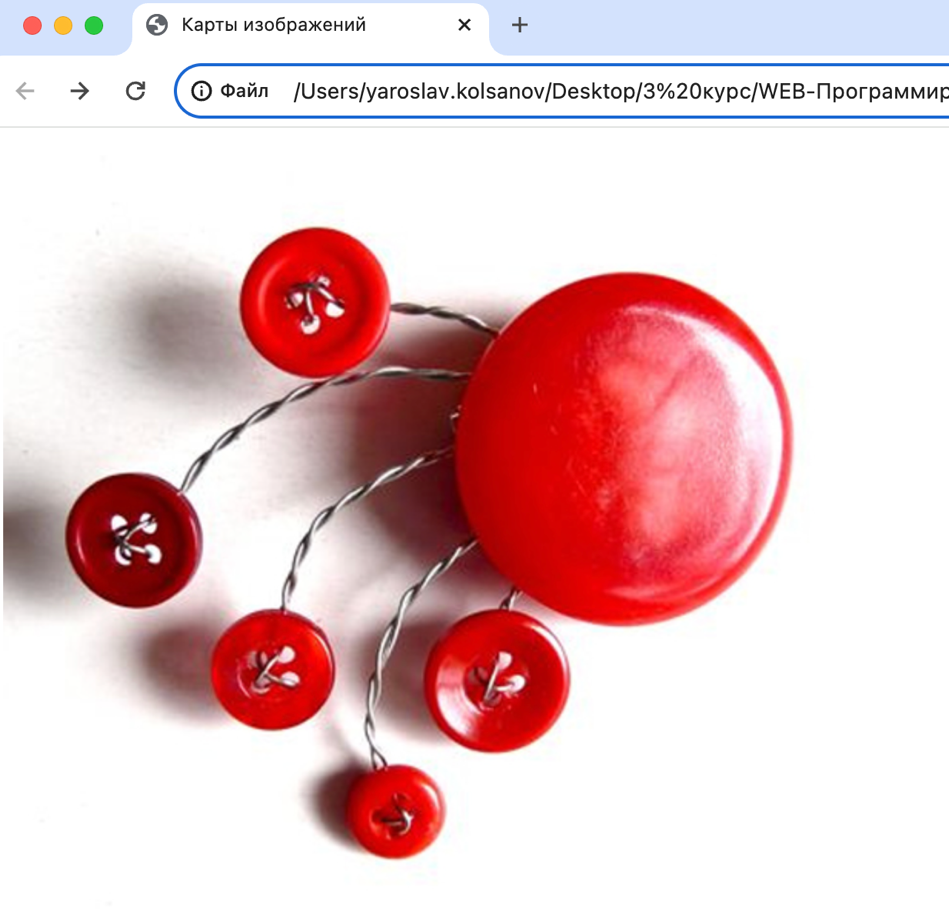 Карты изображений
Файл /Users/yaroslav.kolsanov/Desktop/3%20курс/WEB-Программир